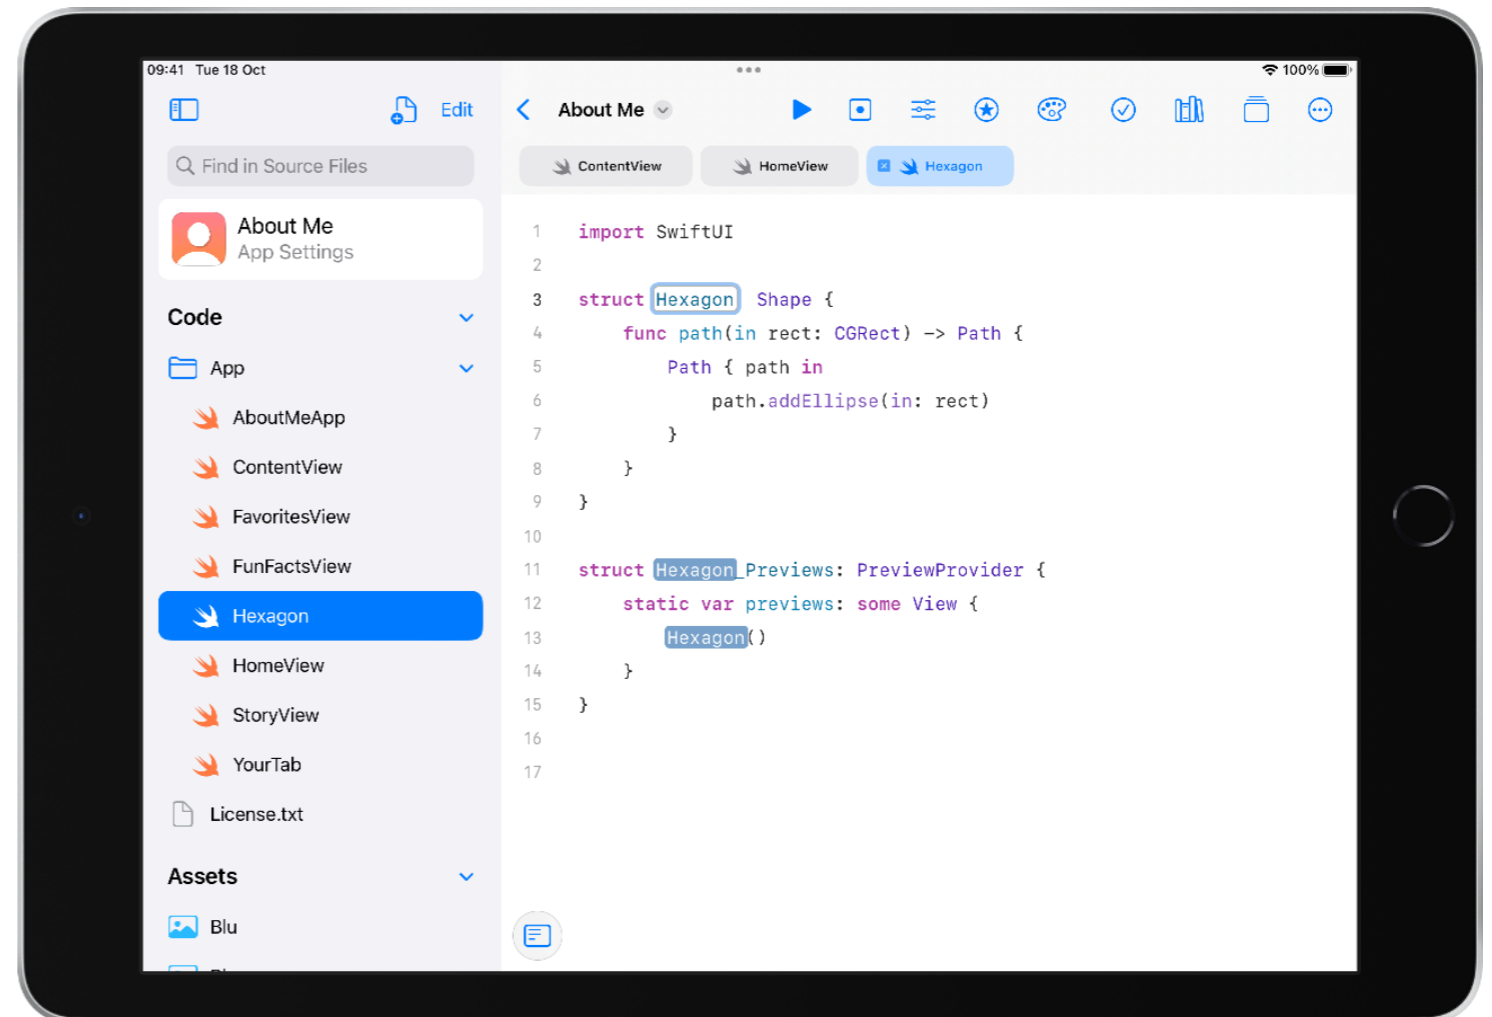 09:41 Tue 18 Oct
100%
Edit
About Me
Find in Source Files
ContentView
HomeView
Hexagon
About Me
App Settings
Code
App
AboutMeApp
ContentView
FavoritesView
FunFactsView
Hexagon
HomeView
StoryView
YourTab
License.txt
Assets
Blu
1 import SwiftUI
2
3 struct Hexagon Shape {
4 func path(in rect: CGRect) -> Path {
5 Path { path in
6 path.addEllipse(in: rect)
7 }
8 }
9 }
10
11 struct Hexagon_Previews: PreviewProvider {
12 static var previews: some View {
13 Hexagon()
14 }
15 }
16
17